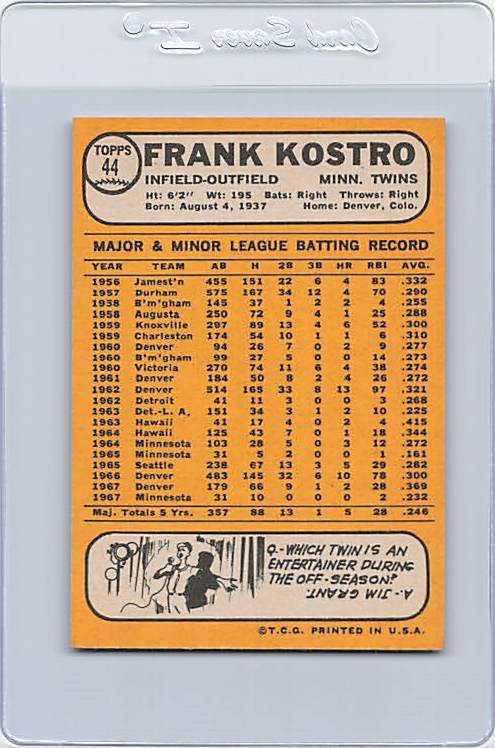 Card Saver I®
TOPPS
44
FRANK KOSTRO
INFIELD-OUTFIELD MINN. TWINS
Ht: 6'2" Wt: 195 Bats: Right Throws: Right
Born: August 4, 1937 Home: Denver, Colo.
MAJOR & MINOR LEAGUE BATTING RECORD
YEAR TEAM AB H 2B 3B HR RBI AVG.
1956 Jamest'n 455 151 22 6 4 83 .332
1957 Durham 575 167 34 12 4 70 .290
1958 B'm'gham 145 37 1 2 2 4 .255
1958 Augusta 250 72 9 4 1 25 .288
1959 Knoxville 297 89 13 4 6 52 .300
1959 Charleston 174 54 10 1 1 6 .310
1960 Denver 94 26 7 0 2 9 .277
1960 B'm'gham 99 27 5 0 0 14 .273
1960 Victoria 270 74 11 6 4 38 .274
1961 Denver 184 50 8 2 4 26 .272
1962 Denver 514 165 33 8 13 97 .321
1962 Detroit 41 11 3 0 0 3 .268
1963 Det.-L. A. 151 34 3 1 2 10 .225
1963 Hawaii 41 17 4 0 2 4 .415
1964 Hawaii 125 43 7 0 1 18 .344
1964 Minnesota 103 28 5 0 3 12 .272
1965 Minnesota 31 5 2 0 0 1 .161
1965 Seattle 238 67 13 3 5 29 .282
1966 Denver 483 145 32 6 10 78 .300
1967 Denver 179 66 9 1 2 28 .369
1967 Minnesota 31 10 0 0 0 2 .232
Maj. Totals 5 Yrs. 357 88 13 1 5 28 .246
Q.-WHICH TWIN IS AN
ENTERTAINER DURING
THE OFF-SEASON?
A.-JIM GRANT.
©T.C.G. PRINTED IN U.S.A.